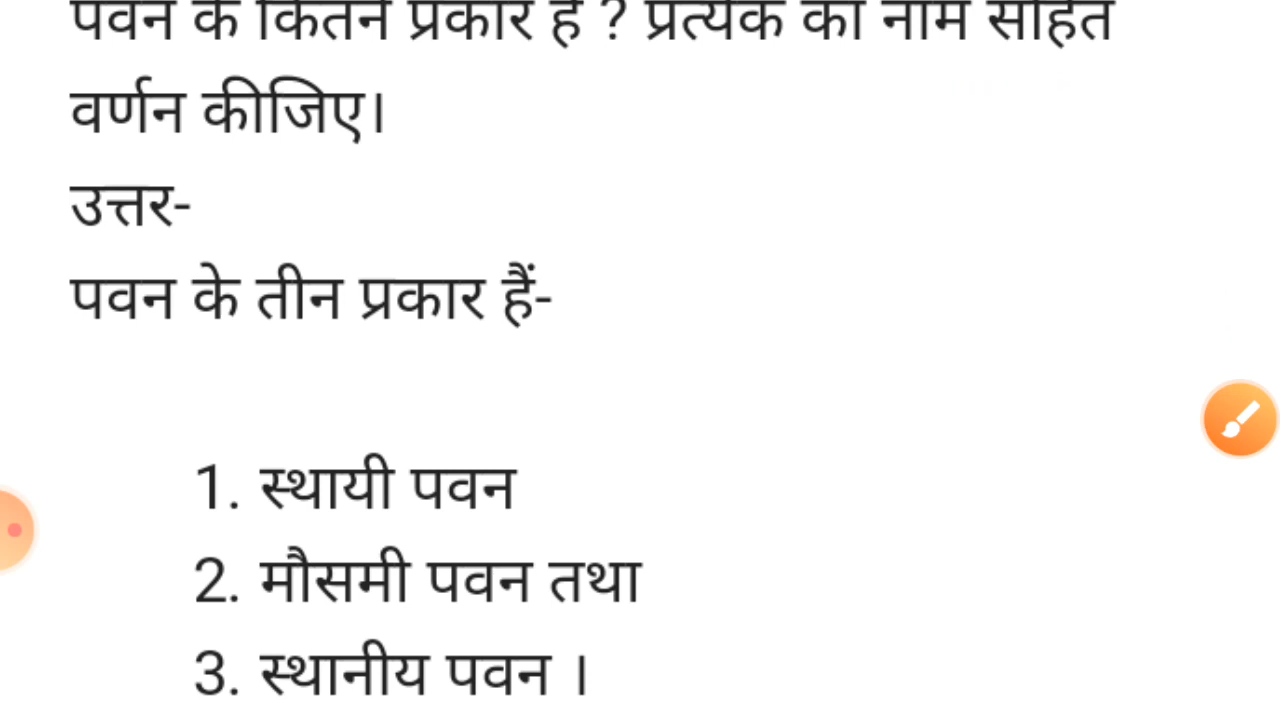 पवन के कितने प्रकार हैं ? प्रत्येक का नाम सहित
वर्णन कीजिए।
उत्तर-
पवन के तीन प्रकार हैं-
1. स्थायी पवन
2. मौसमी पवन तथा
3. स्थानीय पवन ।